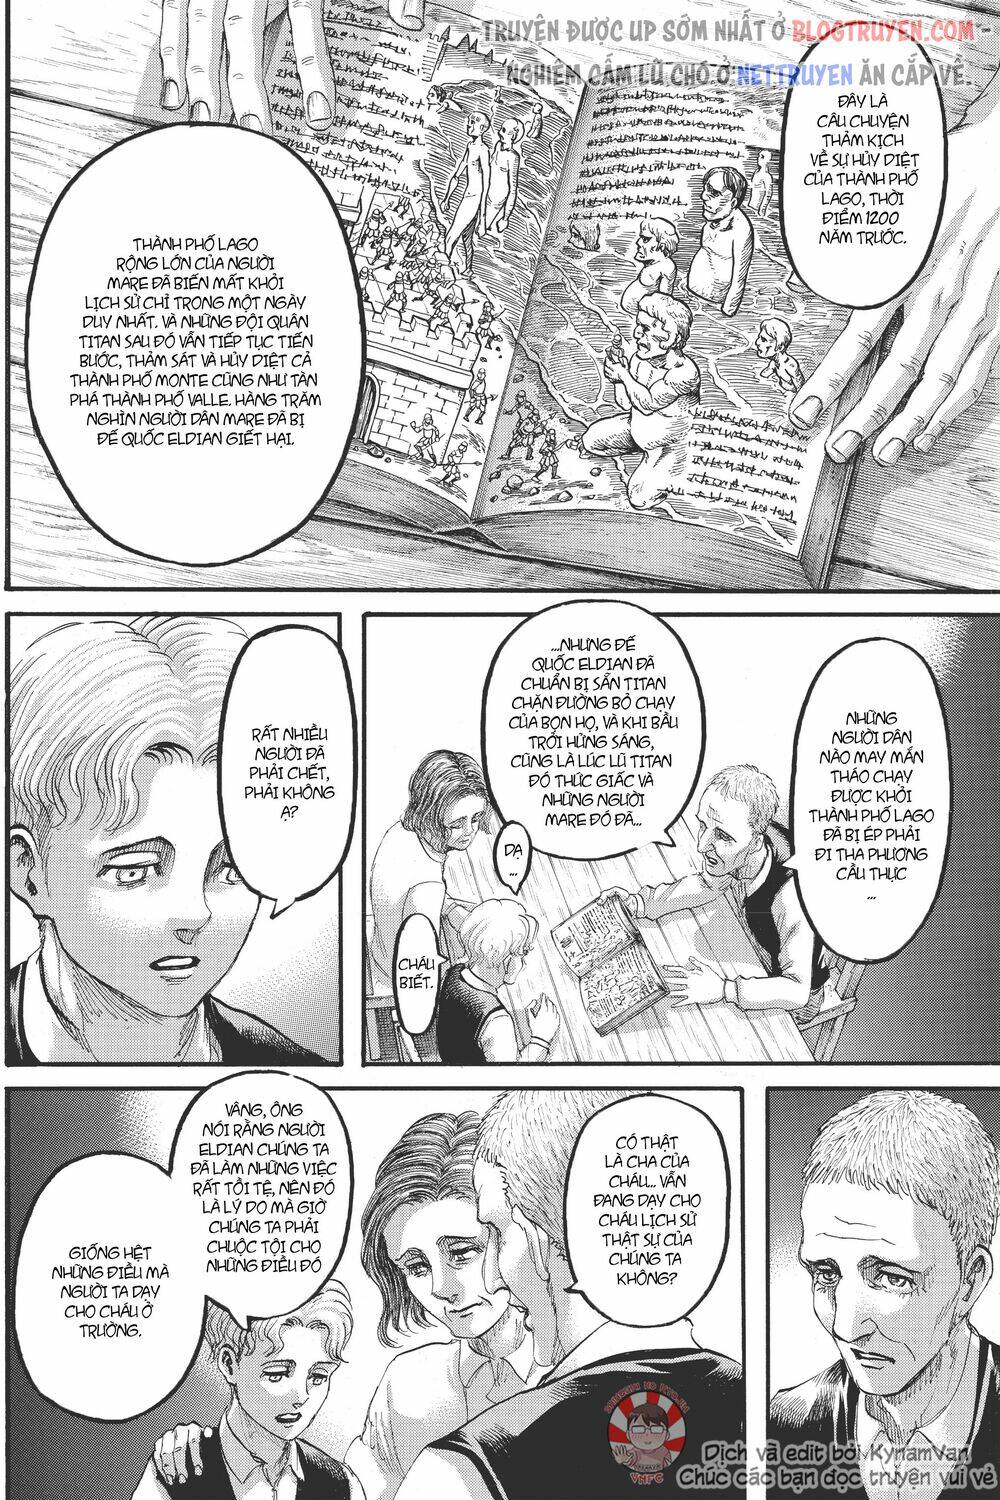 TRUYỆN ĐƯỢC UP SỚM NHẤT Ở BLOGTRUYEN.COM
NGHIÊM CẤM LŨ CHÓ Ở NETTRUYEN ĂN CẮP VỀ.
ĐÂY LÀ
CÂU CHUYỆN
THẢM KỊCH
VỀ SỰ HỦY DIỆT
CỦA THÀNH PHỐ
LAGO, THỜI
ĐIỂM 1200
NĂM TRƯỚC.
THÀNH PHỐ LAGO
RỘNG LỚN CỦA NGƯỜI
MARE ĐÃ BIẾN MẤT KHỎI
LỊCH SỬ CHỈ TRONG MỘT NGÀY
DUY NHẤT. VÀ NHỮNG ĐỘI QUÂN
TITAN SAU ĐÓ VẪN TIẾP TỤC TIẾN
BƯỚC, THẢM SÁT VÀ HỦY DIỆT CẢ
THÀNH PHỐ MONTE CŨNG NHƯ TÀN
PHÁ THÀNH PHỐ VALLE. HÀNG TRĂM
NGHÌN NGƯỜI DÂN MARE ĐÃ BỊ
ĐẾ QUỐC ELDIAN GIẾT HẠI.
NHỮNG
NGƯỜI DÂN
NÀO MAY MẮN
THÁO CHẠY
ĐƯỢC KHỎI
THÀNH PHỐ LAGO
ĐÃ BỊ ÉP PHẢI
ĐI THA PHƯƠNG
CẦU THỰC
...
...NHƯNG ĐẾ
QUỐC ELDIAN ĐÃ
CHUẨN BỊ SẴN TITAN
CHẶN ĐƯỜNG BỎ CHẠY
CỦA BỌN HỌ, VÀ KHI BẦU
TRỜI HỬNG SÁNG,
CŨNG LÀ LÚC LŨ TITAN
ĐÓ THỨC GIẤC VÀ
NHỮNG NGƯỜI
MARE ĐÓ ĐÃ...
DẠ
...
CHÁU
BIẾT.
RẤT NHIỀU
NGƯỜI ĐÃ
PHẢI CHẾT,
PHẢI KHÔNG
Ạ?
CÓ THẬT
LÀ CHA CỦA
CHÁU... VẪN
ĐANG DẠY CHO
CHÁU LỊCH SỬ
THẬT SỰ CỦA
CHÚNG TA
KHÔNG?
VÂNG, ÔNG
NÓI RẰNG NGƯỜI
ELDIAN CHÚNG TA
ĐÃ LÀM NHỮNG VIỆC
RẤT TỒI TỆ, NÊN ĐÓ
LÀ LÝ DO MÀ GIỜ
CHÚNG TA PHẢI
CHUỘC TỘI CHO
NHỮNG ĐIỀU ĐÓ
GIỐNG HỆT
NHỮNG ĐIỀU MÀ
NGƯỜI TA DẠY
CHO CHÁU Ở
TRƯỜNG.
VNFC
Dịch và edit bởi KynamVan
Chúc các bạn đọc truyện vui vẻ